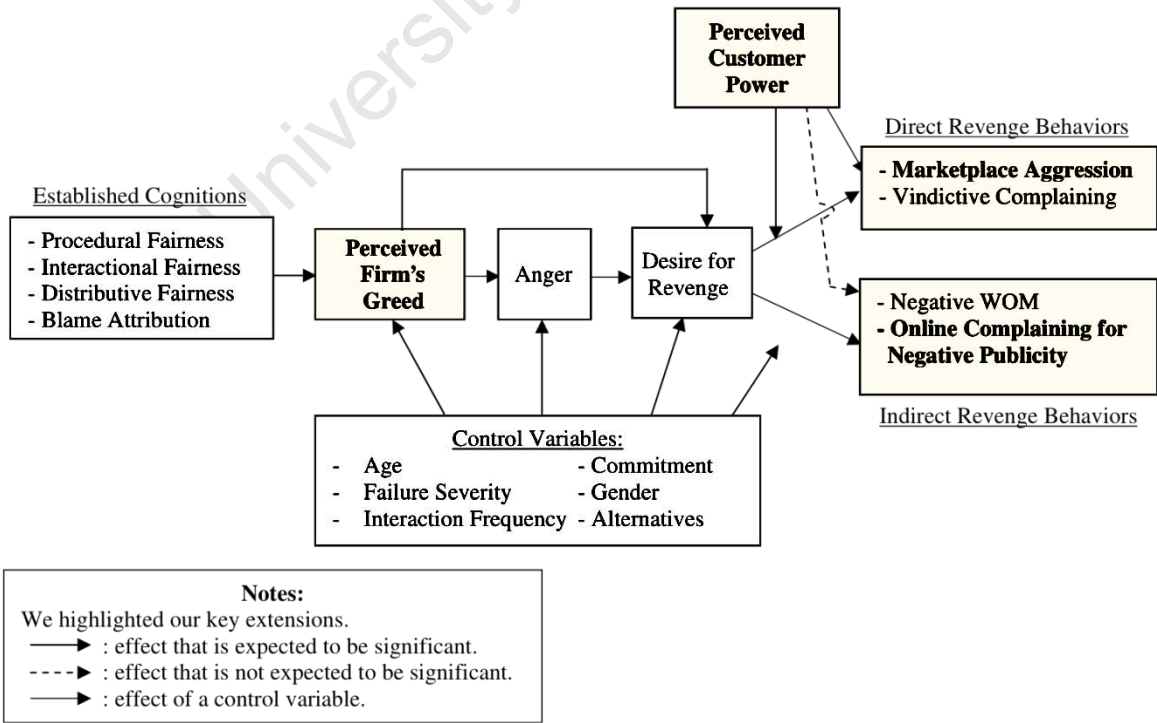 University
Perceived
Customer
Power
Direct Revenge Behaviors
- Marketplace Aggression
- Vindictive Complaining
Established Cognitions
- Procedural Fairness
- Interactional Fairness
- Distributive Fairness
- Blame Attribution
Perceived
Firm's
Greed
Anger
Desire for
Revenge
- Negative WOM
- Online Complaining for
Negative Publicity
Indirect Revenge Behaviors
Control Variables:
- Age - Commitment
- Failure Severity - Gender
- Interaction Frequency - Alternatives
Notes:
We highlighted our key extensions.
: effect that is expected to be significant.
: effect that is not expected to be significant.
: effect of a control variable.